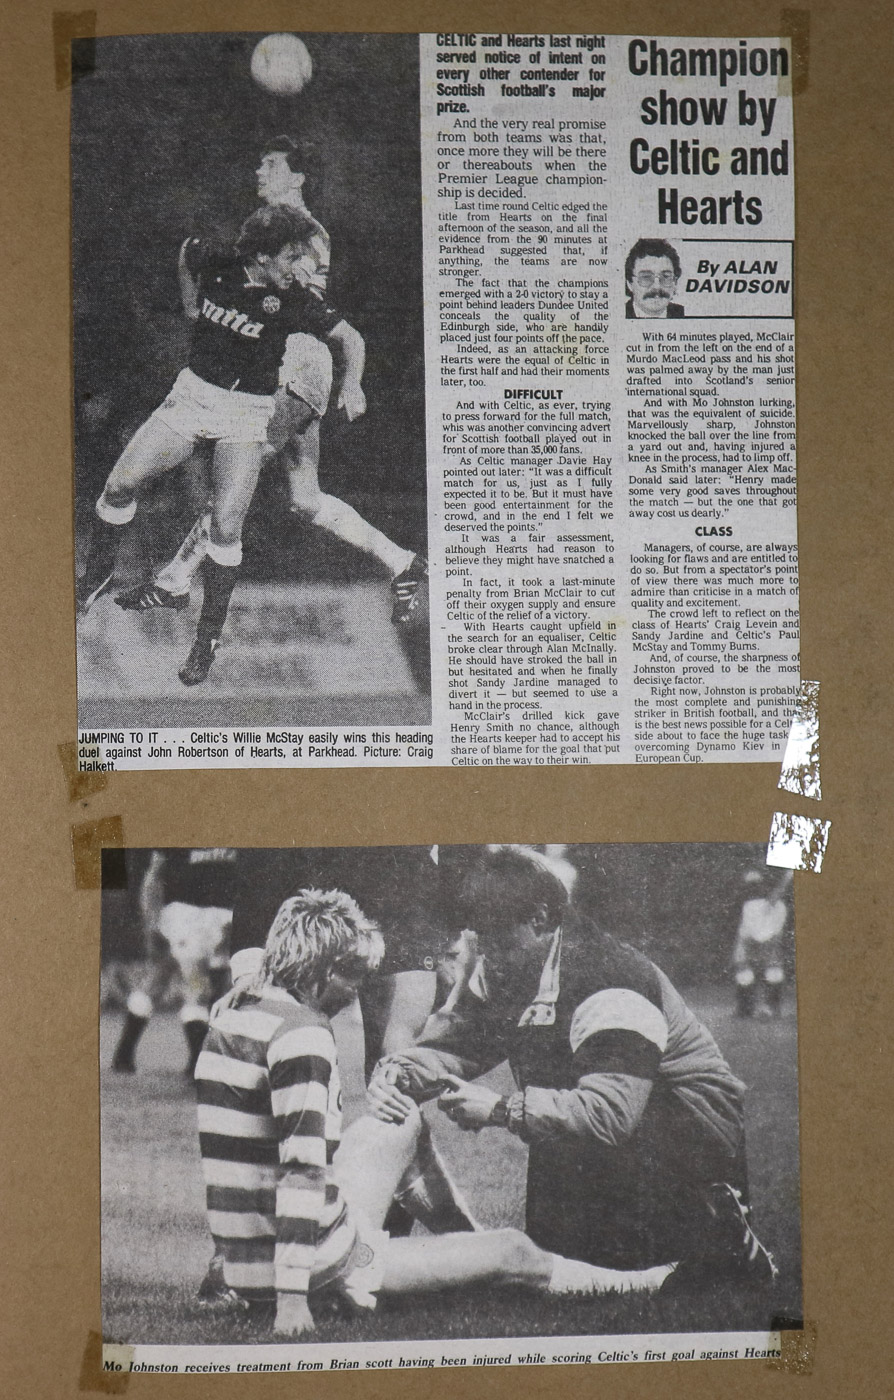 Champion
show by
Celtic and
Hearts
By ALAN
DAVIDSON
CELTIC and Hearts last night
served notice of intent on
every other contender for
Scottish football's major
prize.
And the very real promise
from both teams was that,
once more they will be there
or thereabouts when the
Premier League champion-
ship is decided.
Last time round Celtic edged the
title from Hearts on the final
afternoon of the season, and all the
evidence from the 90 minutes at
Parkhead suggested that, if
anything, the teams are now
stronger.
The fact that the champions
emerged with a 2-0 victory to stay a
point behind leaders Dundee United
conceals the quality of the
Edinburgh side, who are handily
placed just four points off the pace.
Indeed, as an attacking force
Hearts were the equal of Celtic in
the first half and had their moments
later, too.
DIFFICULT
And with Celtic, as ever, trying
to press forward for the full match,
whis was another convincing advert
for Scottish football played out in
front of more than 35,000 fans.
As Celtic manager Davie Hay
pointed out later: "It was a difficult
match for us, just as I fully
expected it to be. But it must have
been good entertainment for the
crowd, and in the end I felt we
deserved the points."
It was a fair assessment,
although Hearts had reason to
believe they might have snatched a
point.
In fact, it took a last-minute
penalty from Brian McClair to cut
off their oxygen supply and ensure
Celtic of the relief of a victory.
With Hearts caught upfield in
the search for an equaliser, Celtic
broke clear through Alan McInally.
He should have stroked the ball in
but hesitated and when he finally
shot Sandy Jardine managed to
divert it — but seemed to use a
hand in the process.
McClair's drilled kick gave
Henry Smith no chance, although
the Hearts keeper had to accept his
share of blame for the goal that put
Celtic on the way to their win.
With 64 minutes played, McClair
cut in from the left on the end of a
Murdo MacLeod pass and his shot
was palmed away by the man just
drafted into Scotland's senior
international squad.
And with Mo Johnston lurking,
that was the equivalent of suicide.
Marvellously sharp, Johnston
knocked the ball over the line from
a yard out and, having injured a
knee in the process, had to limp off.
As Smith's manager Alex Mac-
Donald said later: "Henry made
some very good saves throughout
the match — but the one that got
away cost us dearly."
CLASS
Managers, of course, are always
looking for flaws and are entitled to
do so. But from a spectator's point
of view there was much more to
admire than criticise in a match of
quality and excitement.
The crowd left to reflect on the
class of Hearts' Craig Levein and
Sandy Jardine and Celtic's Paul
McStay and Tommy Burns.
And, of course, the sharpness of
Johnston proved to be the most
decisive factor.
Right now, Johnston is probably
the most complete and punishing
striker in British football, and
is the best news possible for a
side about to face the huge task
overcoming Dynamo Kiev in
European Cup.
mita
JUMPING TO IT . . . Celtic's Willie McStay easily wins this heading
duel against John Robertson of Hearts, at Parkhead. Picture: Craig
Halkett.
Mo Johnston receives treatment from Brian scott having been injured while scoring Celtic's first goal against Hearts